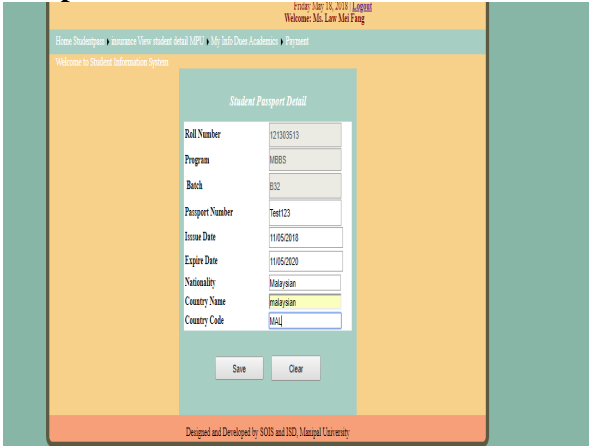 Friday May 18, 2018 | Logout
Welcome: Ms. Law Mei Fang
Home Studentpass insurance View student detail MPU My Info Dues Academics Payment
Welcome to Student Information System
Student Passport Detail
Roll Number 121303513
Program MBBS
Batch B32
Passport Number Test123
Isssue Date 11/05/2018
Expire Date 11/05/2020
Nationality Malaysian
Country Name malaysian
Country Code MAL
Save Clear
Designed and Developed by SOIS and ISD, Manipal University